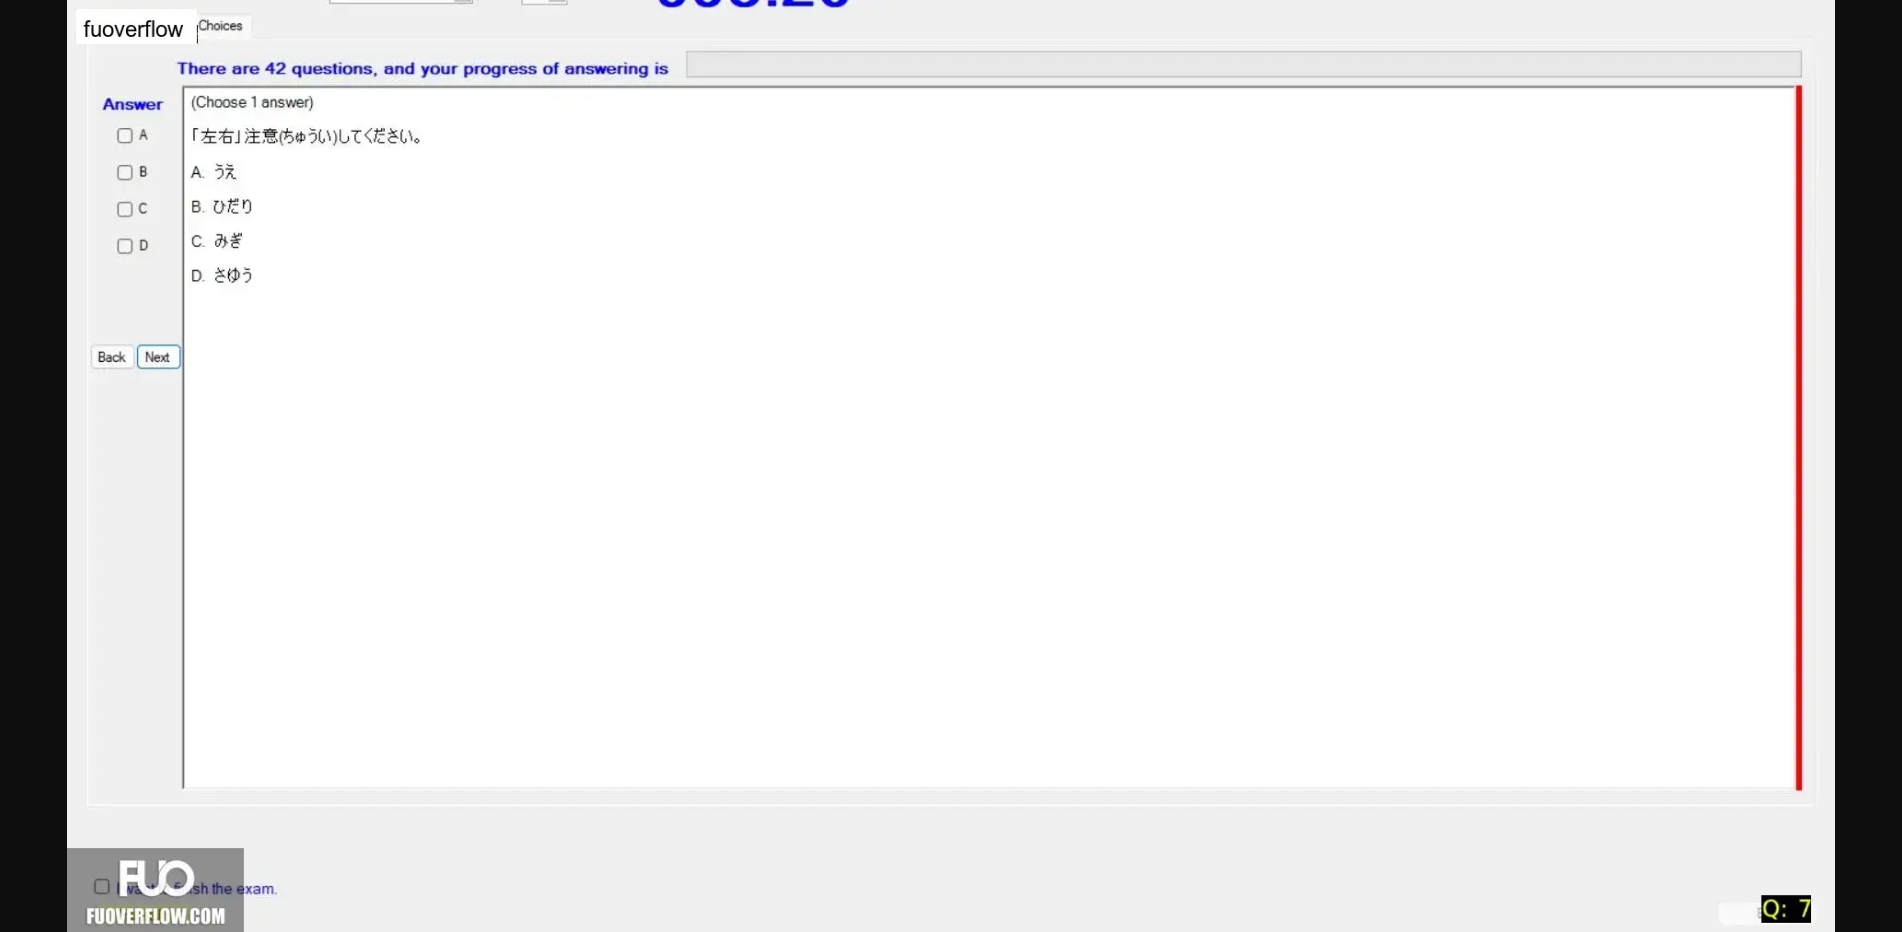 fuoverflow
Choices
There are 42 questions, and your progress of answering is
Answer
(Choose 1 answer)
A
「左右」注意(ちゅうい)してください。
B
A. うえ
C
B. ひだり
D
C. みぎ
D. さゆう
Back
Next
FUO
I want finish the exam.
FUOVERFLOW.COM
Q: 7